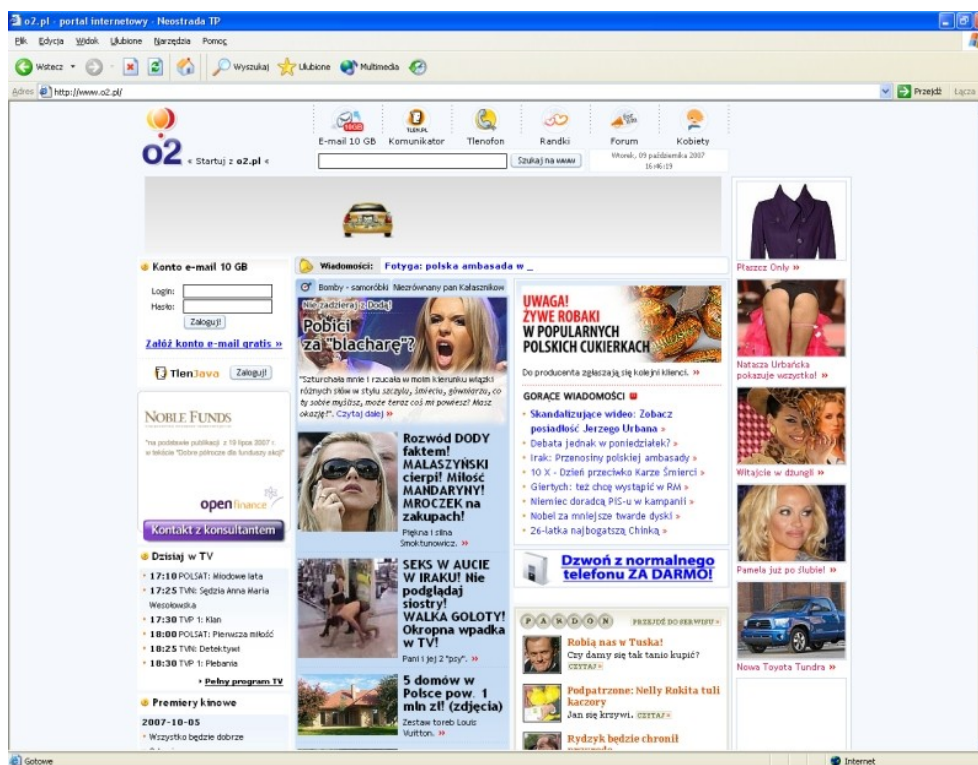 o2.pl - portal internetowy - Neostrada TP
Plik Edycja Widok Ulubione Narzędzia Pomoc
Wstecz Wyszukaj Ulubione Multimedia
Adres http://www.o2.pl/ Przejdź Łącza
o2 « Startuj z o2.pl «
E-mail 10 GB Komunikator Tlenofon Randki Forum Kobiety
Szukaj na www
Wtorek, 09 października 2007
16:46:19
Konto e-mail 10 GB
Login:
Hasło:
Zaloguj!
Załóż konto e-mail gratis »
TlenJava Zaloguj!
NOBLE FUNDS
"na podstawie publikacji z 19 lipca 2007 r.
w tekście "Dobre półrocze dla funduszy akcji"
open finance
Kontakt z konsultantem
Dzisiaj w TV
17:10 POLSAT: Miodowe lata
17:25 TVN: Sędzia Anna Maria
Wesołowska
17:30 TVP 1: Klan
18:00 POLSAT: Pierwsza miłość
18:25 TVN: Detektywi
18:30 TVP 1: Plebania
Pełny program TV
Premiery kinowe
2007-10-05
Wszystko będzie dobrze
Wiadomości: Fotyga: polska ambasada w _
Bomby - samoróbki Niezrównany pan Kałasznikow
Nie zadzieraj z Dodą!
Pobici
za "blacharę"?
"Szturchała mnie i rzucała w moim kierunku wiązki
różnych słów w stylu szczylu, śmieciu, gówniarzu, co
ty sobie myślisz, może teraz coś mi powiesz? Masz
okazję!". Czytaj dalej »
Rozwód DODY
faktem!
MALASZYŃSKI
cierpi! Miłość
MANDARYNY!
MROCZEK na
zakupach!
Piękna i silna
Smoktunowicz. »
SEKS W AUCIE
W IRAKU! Nie
podglądaj
siostry!
WALKA GOŁOTY!
Okropna wpadka
w TV!
Pani i jej 2 "psy". »
5 domów w
Polsce pow. 1
mln zł! (zdjęcia)
Zestaw toreb Louis
Vuitton. »
UWAGA!
ŻYWE ROBAKI
W POPULARNYCH
POLSKICH CUKIERKACH
Do producenta zgłaszają się kolejni klienci. »
GORĄCE WIADOMOŚCI
Skandalizujące wideo: Zobacz
posiadłość Jerzego Urbana »
Debata jednak w poniedziałek? »
Irak: Przenosiny polskiej ambasady »
10 X - Dzień przeciwko Karze Śmierci »
Giertych: też chcę wystąpić w RM »
Niemiec doradcą PIS-u w kampanii »
Nobel za mniejsze twarde dyski »
26-latka najbogatszą Chinką »
Dzwoń z normalnego
telefonu ZA DARMO!
PARDON PRZEJDŹ DO SERWISU »
Robią nas w Tuska!
Czy damy się tak tanio kupić?
CZYTAJ »
Podpatrzone: Nelly Rokita tuli
kaczory
Jan się krzywi. CZYTAJ »
Rydzyk będzie chronił
Płaszcz Only »
Natasza Urbańska
pokazuje wszystko! »
Witajcie w dżungli »
Pamela już po ślubie! »
Nowa Toyota Tundra »
Gotowe Internet